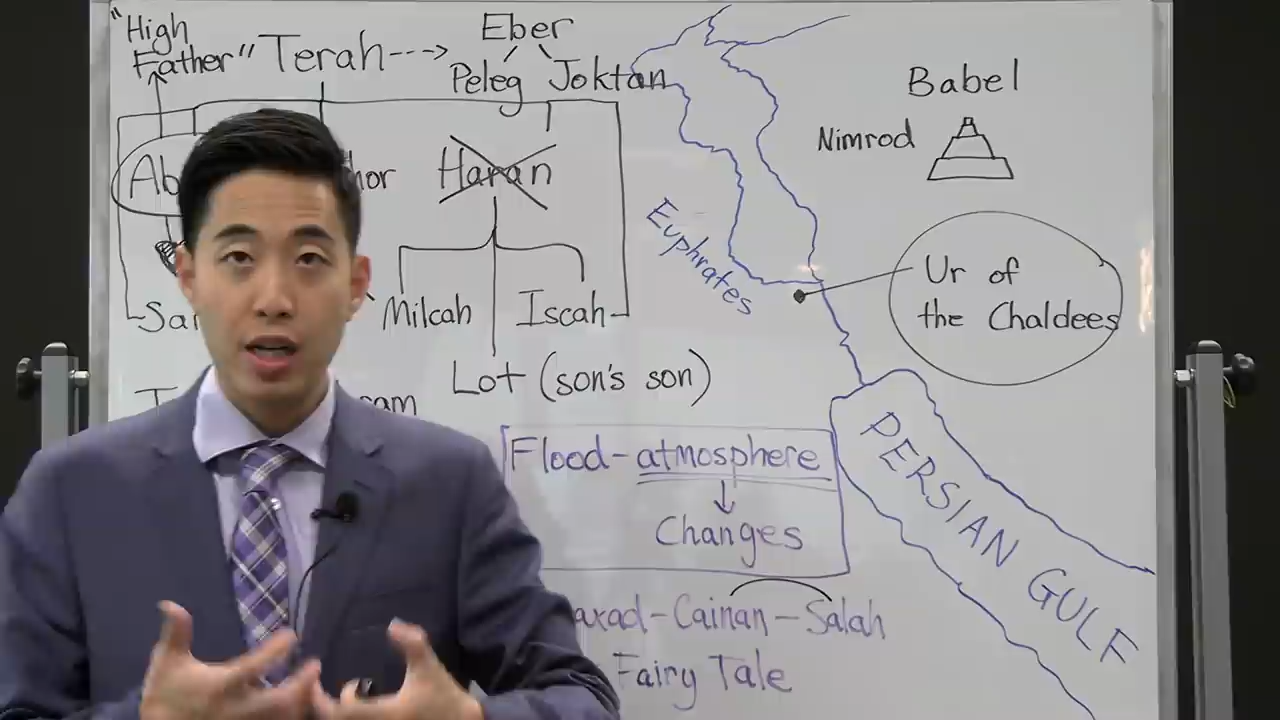 "High
Father"
Terah
Eber
Peleg Joktan
Haran
Milcah
Iscah
Lot (son's son)
Flood-atmosphere
Changes
Cainan-Salah
Fairy Tale
Babel
Nimrod
Euphrates
Ur of
the Chaldees
PERSIAN GULF